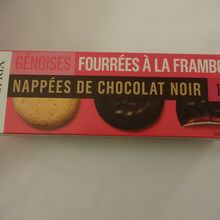 GÉNOISES FOURRÉES À LA FRAMBO
NAPPÉES DE CHOCOLAT NOIR